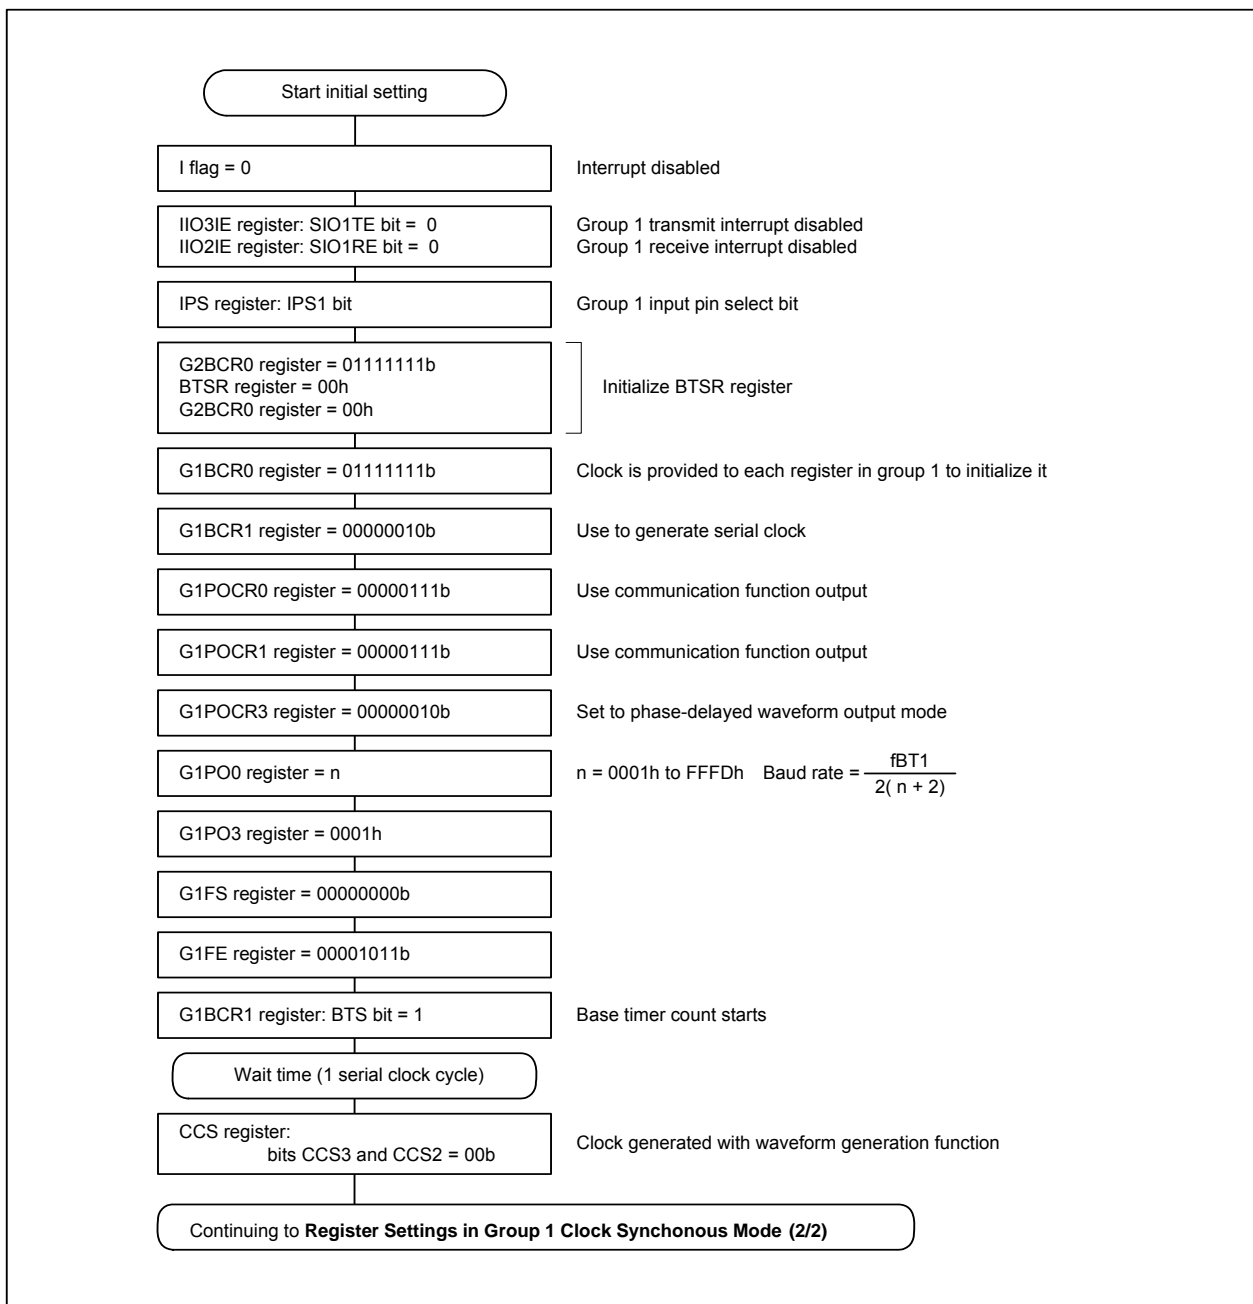 Start initial setting
I flag = 0 Interrupt disabled
IIO3IE register: SIO1TE bit = 0 Group 1 transmit interrupt disabled
IIO2IE register: SIO1RE bit = 0 Group 1 receive interrupt disabled
IPS register: IPS1 bit Group 1 input pin select bit
G2BCR0 register = 01111111b
BTSR register = 00h Initialize BTSR register
G2BCR0 register = 00h
G1BCR0 register = 01111111b Clock is provided to each register in group 1 to initialize it
G1BCR1 register = 00000010b Use to generate serial clock
G1POCR0 register = 00000111b Use communication function output
G1POCR1 register = 00000111b Use communication function output
G1POCR3 register = 00000010b Set to phase-delayed waveform output mode
G1PO0 register = n n = 0001h to FFFDh Baud rate = fBT1
2( n + 2)
G1PO3 register = 0001h
G1FS register = 00000000b
G1FE register = 00001011b
G1BCR1 register: BTS bit = 1 Base timer count starts
Wait time (1 serial clock cycle)
CCS register:
bits CCS3 and CCS2 = 00b Clock generated with waveform generation function
Continuing to Register Settings in Group 1 Clock Synchonous Mode (2/2)